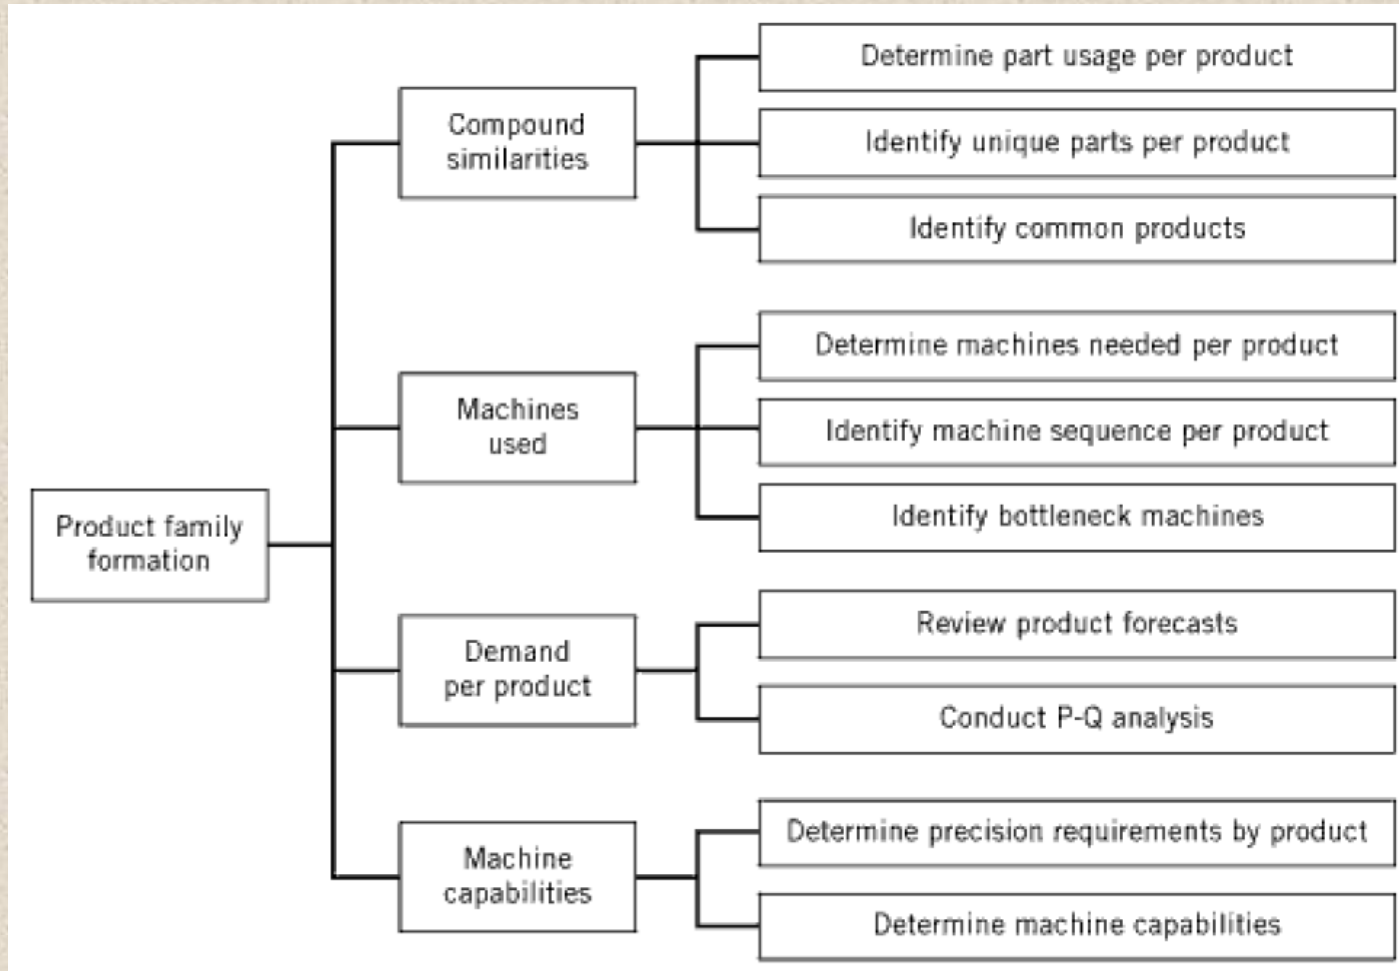 Determine part usage per product
Compound
similarities
Identify unique parts per product
Identify common products
Determine machines needed per product
Machines
used
Identify machine sequence per product
Identify bottleneck machines
Product family
formation
Review product forecasts
Demand
per product
Conduct P-Q analysis
Determine precision requirements by product
Machine
capabilities
Determine machine capabilities